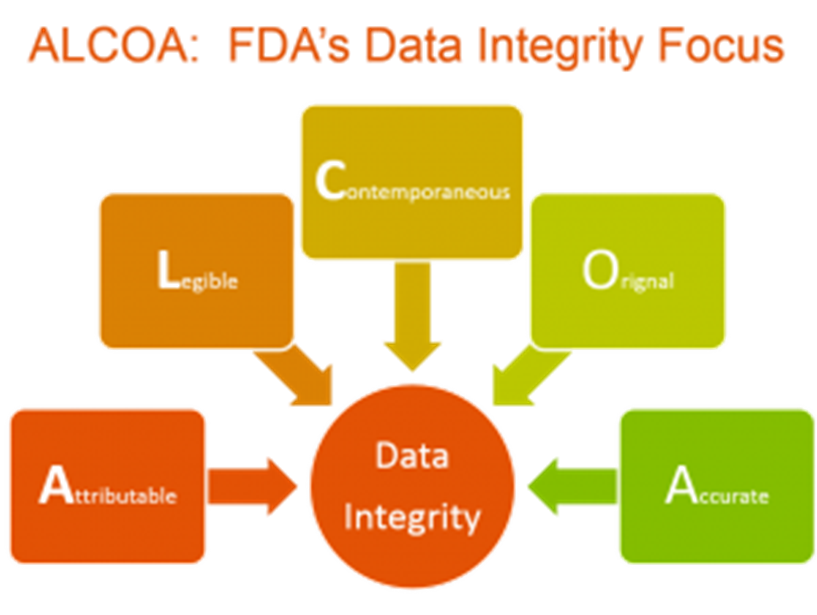 ALCOA: FDA's Data Integrity Focus
Attributable
Legible
Contemporaneous
Orignal
Accurate
Data
Integrity